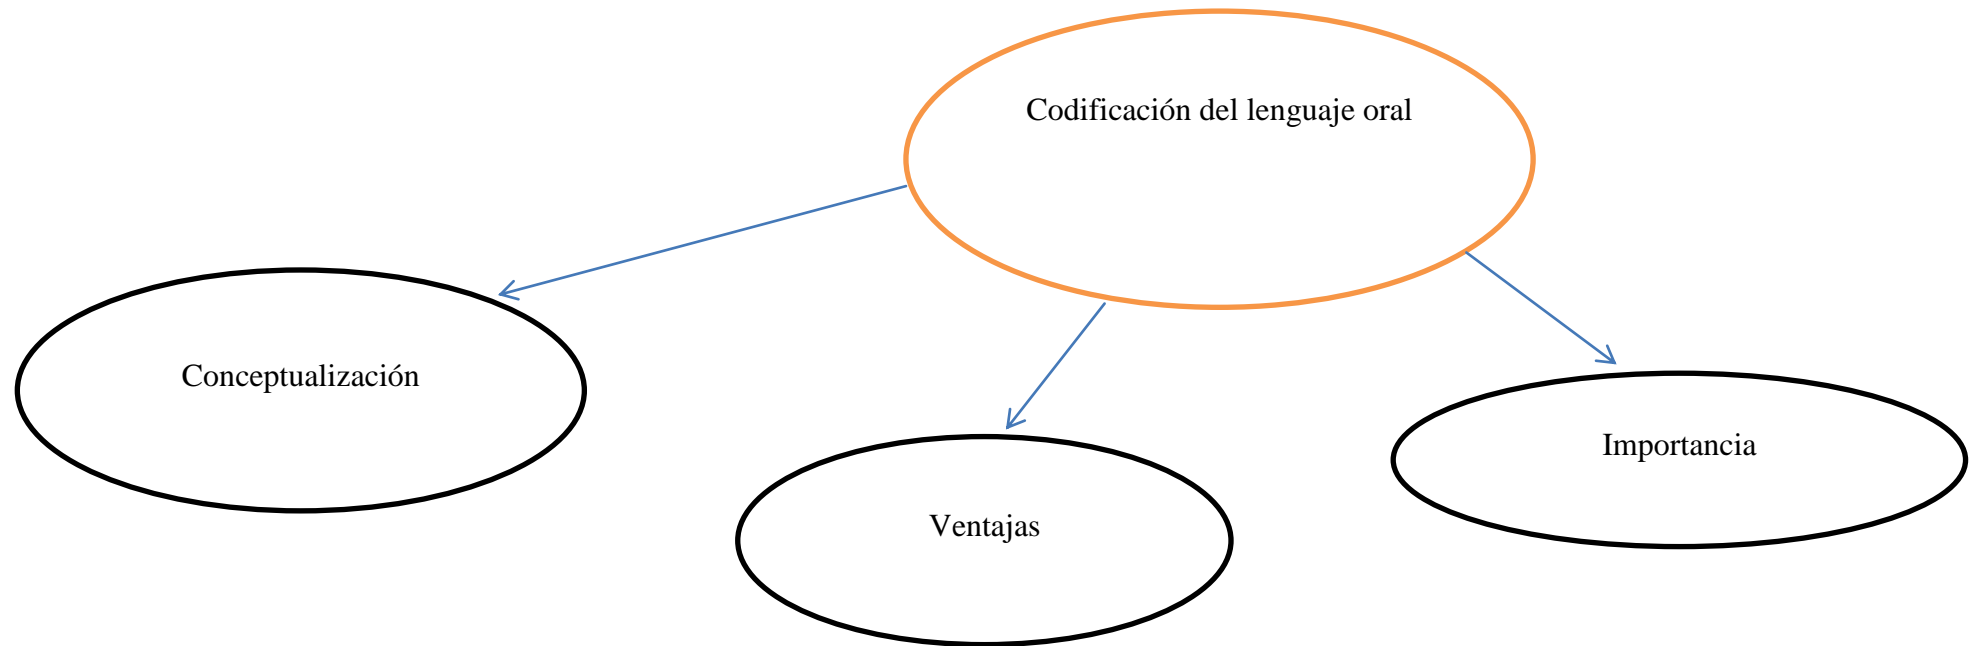 Codificación del lenguaje oral
Conceptualización
Ventajas
Importancia